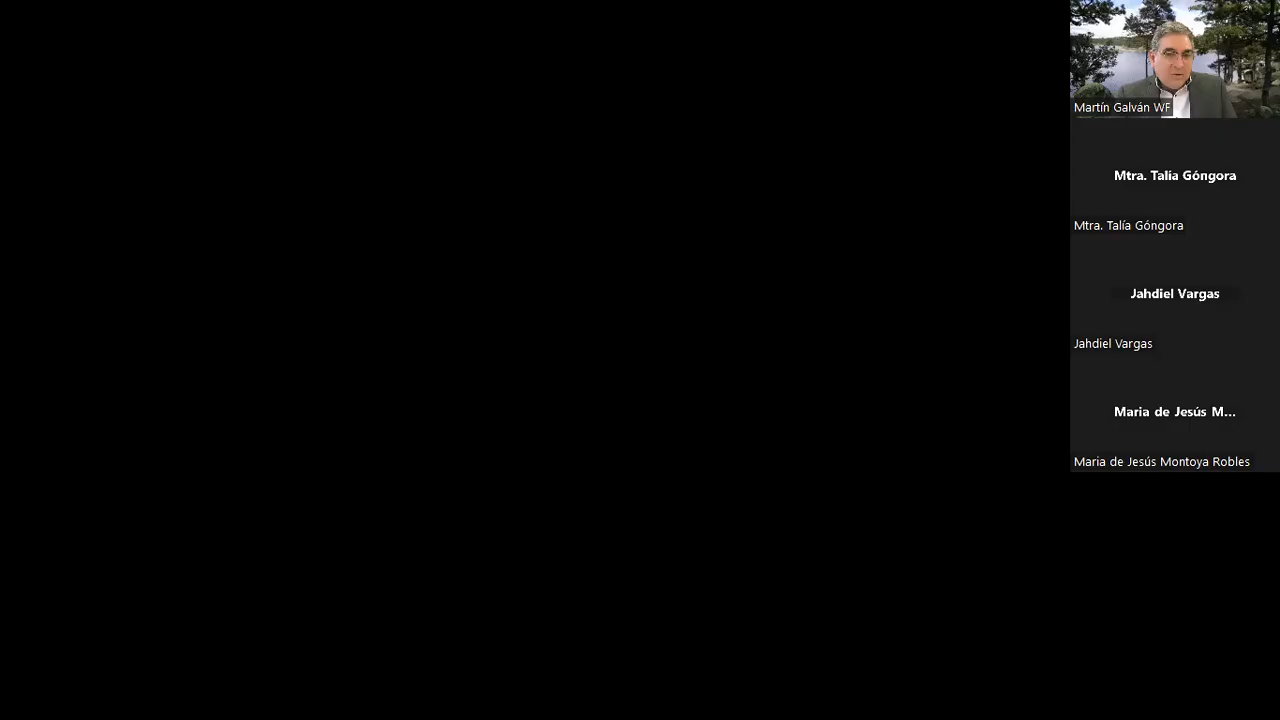 Martín Galván WF
Mtra. Talía Góngora
Mtra. Talía Góngora
Jahdiel Vargas
Jahdiel Vargas
Maria de Jesús M...
Maria de Jesús Montoya Robles